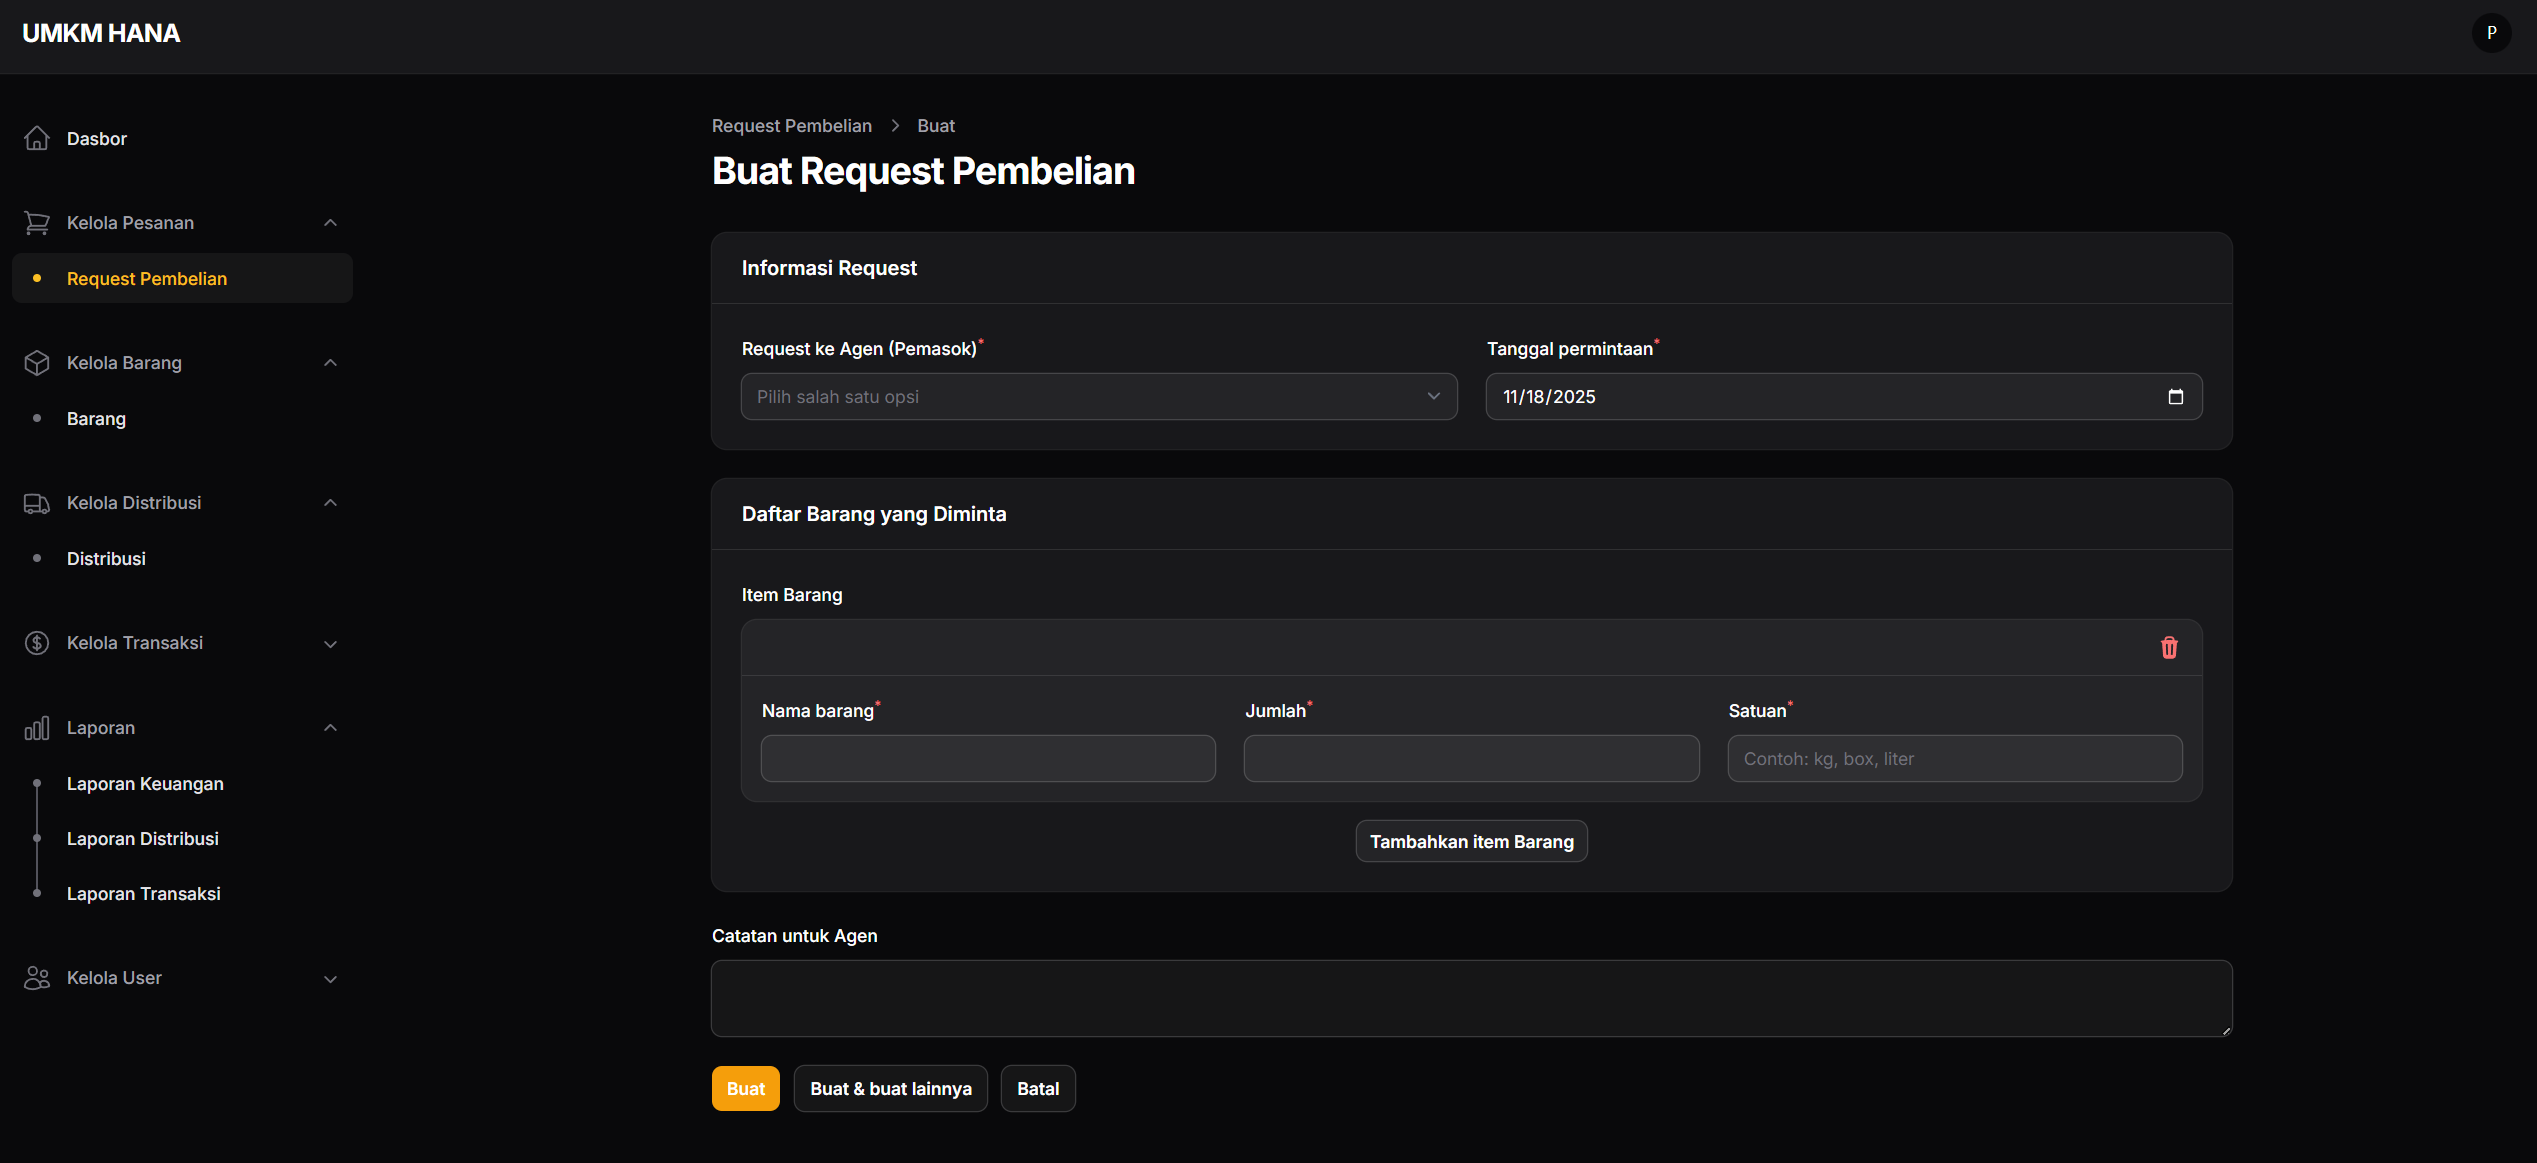 UMKM HANA
P
Dasbor
Kelola Pesanan
Request Pembelian
Kelola Barang
Barang
Kelola Distribusi
Distribusi
Kelola Transaksi
Laporan
Laporan Keuangan
Laporan Distribusi
Laporan Transaksi
Kelola User
Request Pembelian > Buat
Buat Request Pembelian
Informasi Request
Request ke Agen (Pemasok)*
Pilih salah satu opsi
Tanggal permintaan*
11/18/2025
Daftar Barang yang Diminta
Item Barang
Nama barang*
Jumlah*
Satuan*
Contoh: kg, box, liter
Tambahkan item Barang
Catatan untuk Agen
Buat
Buat & buat lainnya
Batal